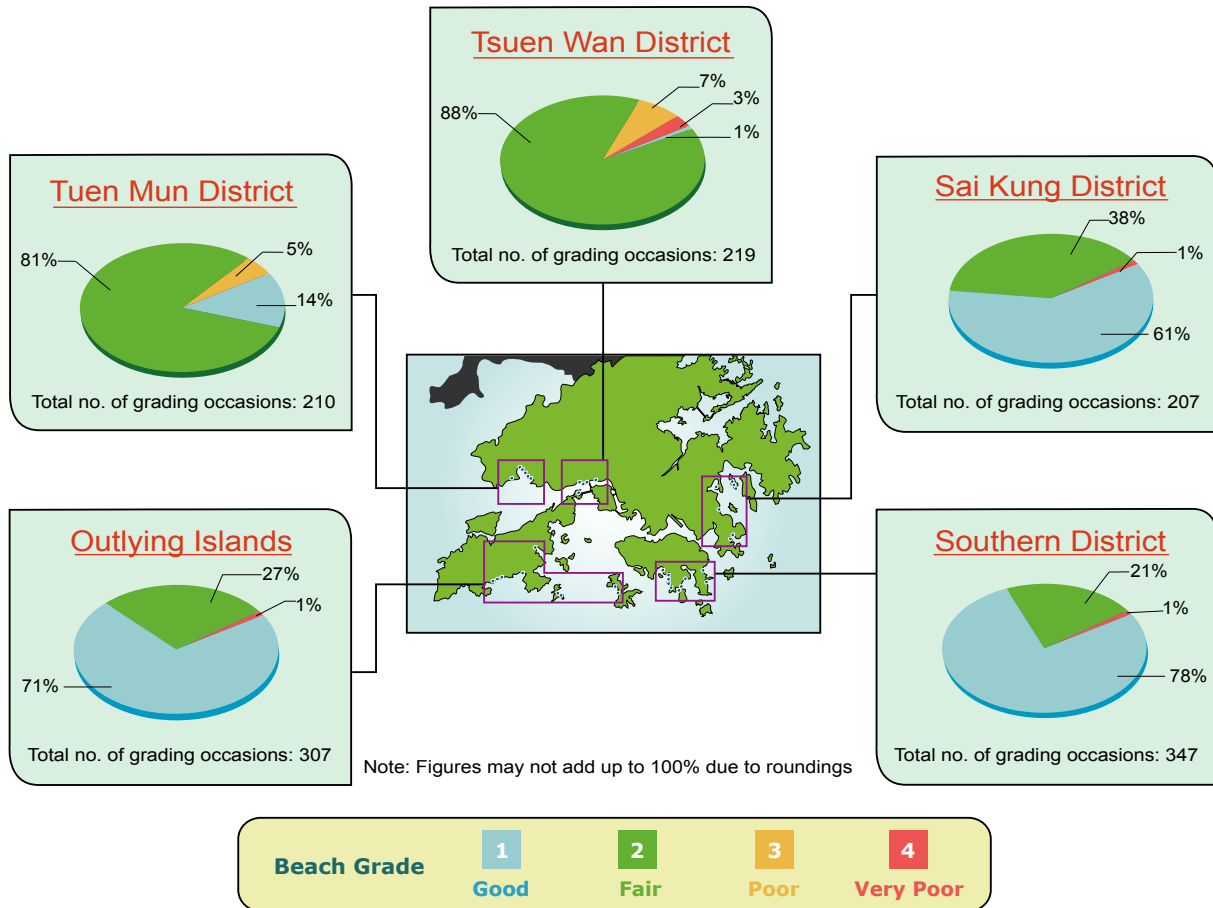 Tsuen Wan District
7%
3%
88%
1%
Total no. of grading occasions: 219
Tuen Mun District
5%
81%
14%
Total no. of grading occasions: 210
Sai Kung District
38%
1%
61%
Total no. of grading occasions: 207
Outlying Islands
27%
1%
71%
Total no. of grading occasions: 307
Southern District
21%
1%
78%
Total no. of grading occasions: 347
Note: Figures may not add up to 100% due to roundings
Beach Grade
1
2
3
4
Good
Fair
Poor
Very Poor